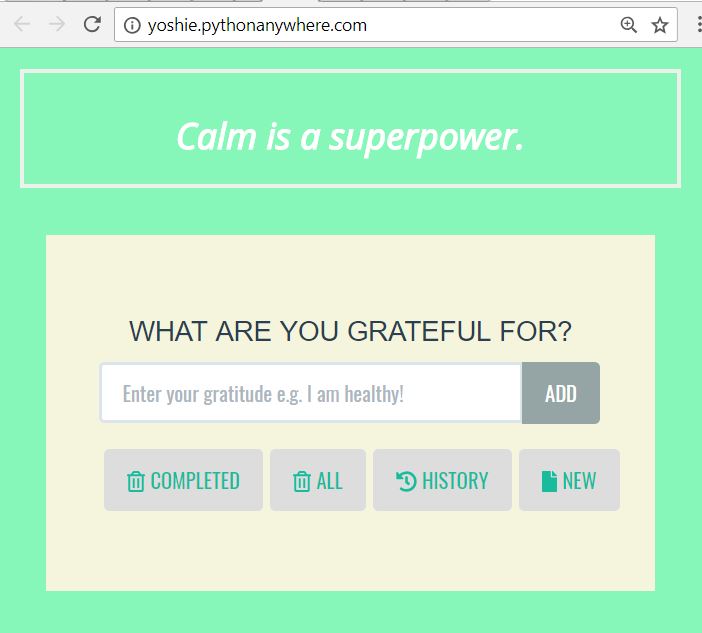 yoshie.pythonanywhere.com
Calm is a superpower.
WHAT ARE YOU GRATEFUL FOR?
Enter your gratitude e.g. I am healthy! ADD
COMPLETED ALL HISTORY NEW